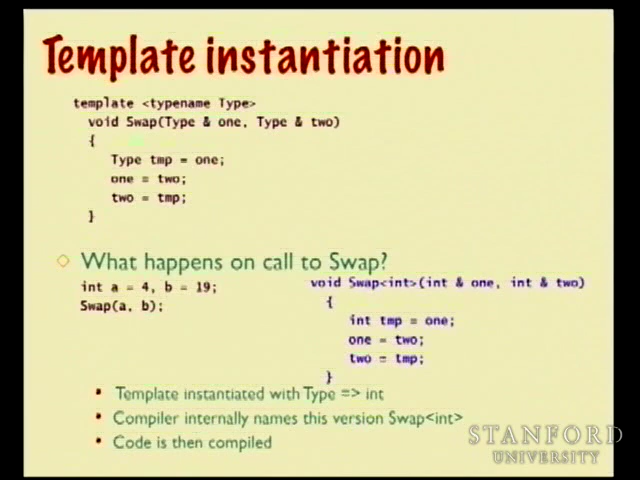 Template instantiation
template <typename Type>
void Swap(Type & one, Type & two)
{
Type tmp = one;
one = two;
two = tmp;
}
What happens on call to Swap?
int a = 4, b = 19;
Swap(a, b);
void Swap<int>(int & one, int & two)
{
int tmp = one;
one = two;
two = tmp;
}
Template instantiated with Type => int
Compiler internally names this version Swap<int>
Code is then compiled
STANFORD
UNIVERSITY